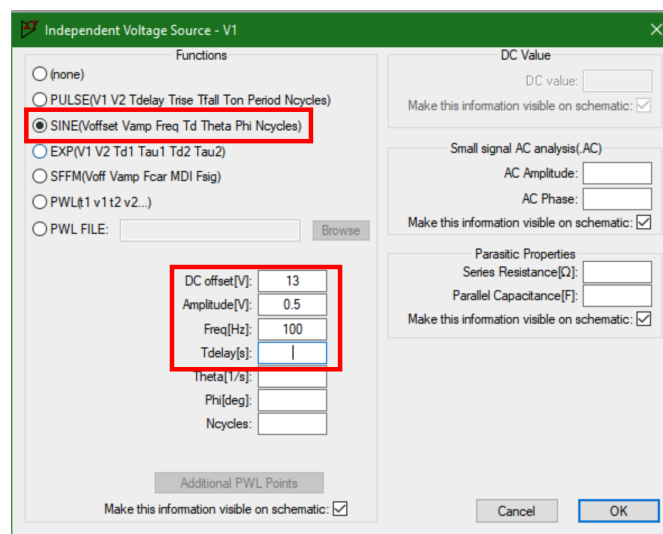 Independent Voltage Source - V1
Functions
(none)
PULSE(V1 V2 Tdelay Trise Tfall Ton Period Ncycles)
SINE(Voffset Vamp Freq Td Theta Phi Ncycles)
EXP(V1 V2 Td1 Tau1 Td2 Tau2)
SFFM(Voff Vamp Fcar MDI Fsig)
PWL(t1 v1 t2 v2...)
PWL FILE:
Browse
DC offset[V]: 13
Amplitude[V]: 0.5
Freq[Hz]: 100
Tdelay[s]:
Theta[1/s]:
Phi[deg]:
Ncycles:
Additional PWL Points
Make this information visible on schematic:
DC Value
DC value:
Make this information visible on schematic:
Small signal AC analysis(.AC)
AC Amplitude:
AC Phase:
Make this information visible on schematic:
Parasitic Properties
Series Resistance[Ω]:
Parallel Capacitance[F]:
Make this information visible on schematic:
Cancel
OK